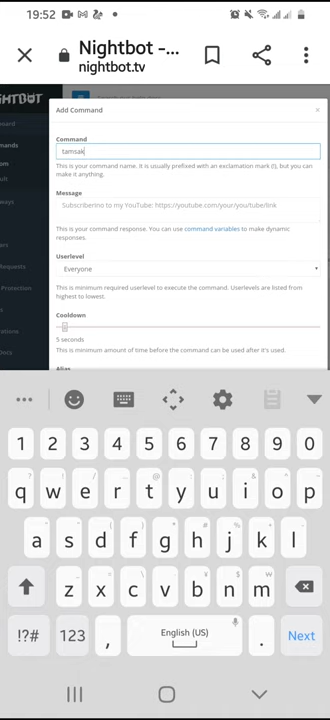 19:52
Nightbot -...
nightbot.tv
Add Command
×
Command
tamsak
This is your command name. It is usually prefixed with an exclamation mark (!), but you can
make it anything.
Message
Subscriberino to my YouTube: https://youtube.com/your/you/tube/link
This is your command response. You can use command variables to make dynamic
responses.
Userlevel
Everyone
This is minimum required userlevel to execute the command. Userlevels are listed from
highest to lowest.
Cooldown
5 seconds
This is minimum amount of time before the command can be used after it's used.
Alias
1 2 3 4 5 6 7 8 9 0
q w e r t y u i o p
a s d f g h j k l
z x c v b n m
!?# 123 , English (US) . Next